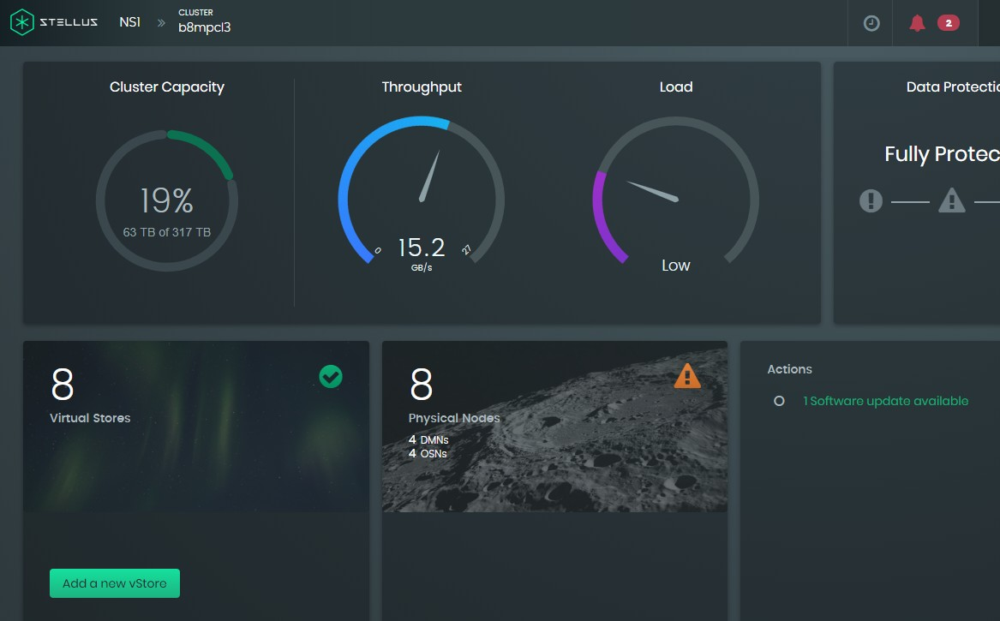 STELLUS
NS1 »
CLUSTER
b8mpcl3
2
Cluster Capacity
19%
63 TB of 317 TB
Throughput
0
15.2
27
GB/s
Load
Low
Data Protectio
Fully Protec
8
Virtual Stores
Add a new vStore
8
Physical Nodes
4 DMNs
4 OSNs
Actions
1 Software update available